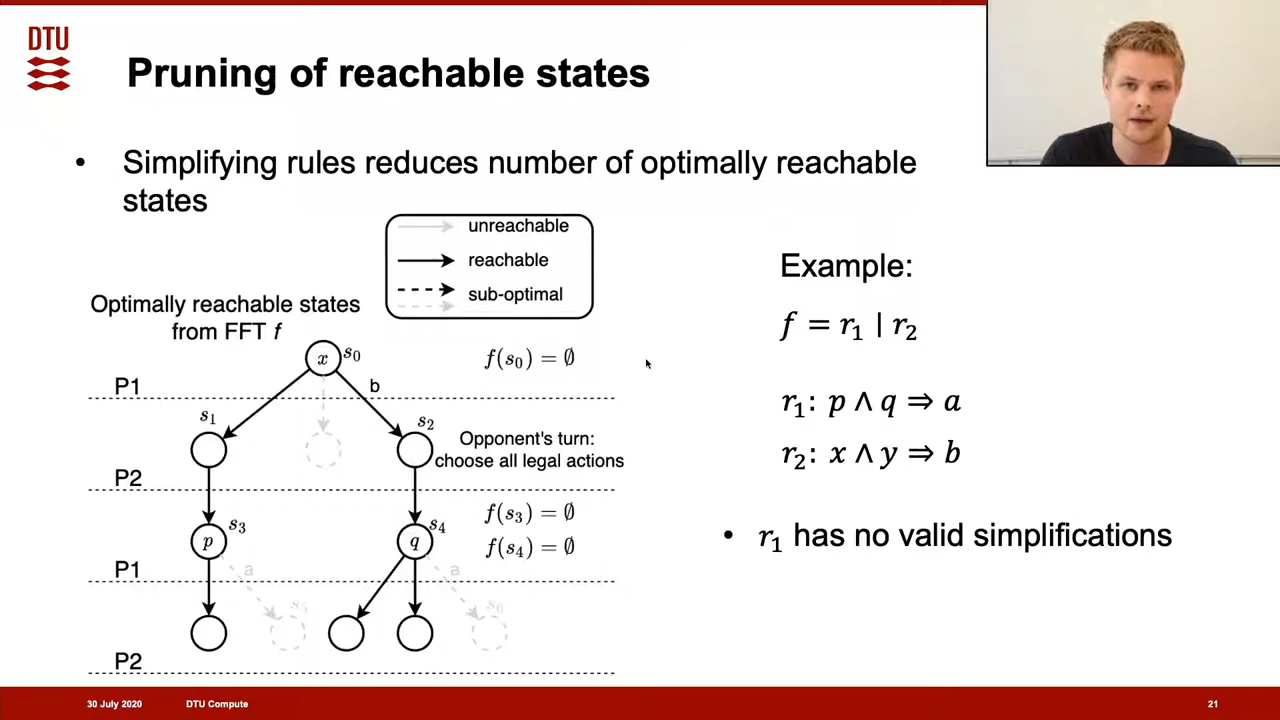 DTU
Pruning of reachable states
• Simplifying rules reduces number of optimally reachable
states
unreachable
reachable
sub-optimal
Optimally reachable states
from FFT f
x
s₀
f(s₀) = ∅
P1
b
s₁
s₂
Opponent's turn:
choose all legal actions
P2
f(s₃) = ∅
s₃
p
s₄
q
f(s₄) = ∅
P1
a
a
s₅
s₆
P2
Example:
f = r₁ | r₂
r₁: p ∧ q ⇒ a
r₂: x ∧ y ⇒ b
• r₁ has no valid simplifications
30 July 2020
DTU Compute
21